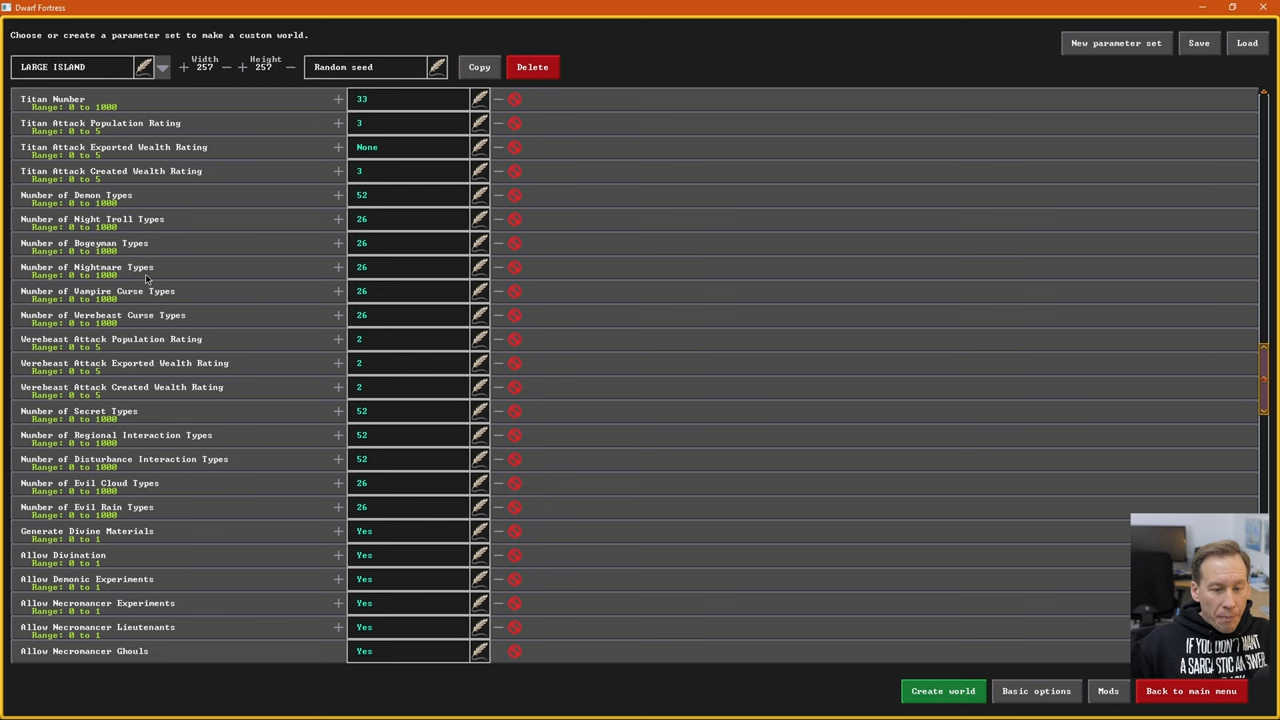 Dwarf Fortress
Choose or create a parameter set to make a custom world.
New parameter set
Save
Load
LARGE ISLAND
Width
257
Height
257
Random seed
Copy
Delete
Titan Number
Range: 0 to 1000
33
Titan Attack Population Rating
Range: 0 to 5
3
Titan Attack Exported Wealth Rating
Range: 0 to 5
None
Titan Attack Created Wealth Rating
Range: 0 to 5
3
Number of Demon Types
Range: 0 to 1000
52
Number of Night Troll Types
Range: 0 to 1000
26
Number of Bogeyman Types
Range: 0 to 1000
26
Number of Nightmare Types
Range: 0 to 1000
26
Number of Vampire Curse Types
Range: 0 to 1000
26
Number of Werebeast Curse Types
Range: 0 to 1000
26
Werebeast Attack Population Rating
Range: 0 to 5
2
Werebeast Attack Exported Wealth Rating
Range: 0 to 5
2
Werebeast Attack Created Wealth Rating
Range: 0 to 5
2
Number of Secret Types
Range: 0 to 1000
52
Number of Regional Interaction Types
Range: 0 to 1000
52
Number of Disturbance Interaction Types
Range: 0 to 1000
52
Number of Evil Cloud Types
Range: 0 to 1000
26
Number of Evil Rain Types
Range: 0 to 1000
26
Generate Divine Materials
Range: 0 to 1
Yes
Allow Divination
Range: 0 to 1
Yes
Allow Demonic Experiments
Range: 0 to 1
Yes
Allow Necromancer Experiments
Range: 0 to 1
Yes
Allow Necromancer Lieutenants
Range: 0 to 1
Yes
Allow Necromancer Ghouls
Yes
IF YOU DON'T WANT
A SARCASTIC ANSWER,
Create world
Basic options
Mods
Back to main menu